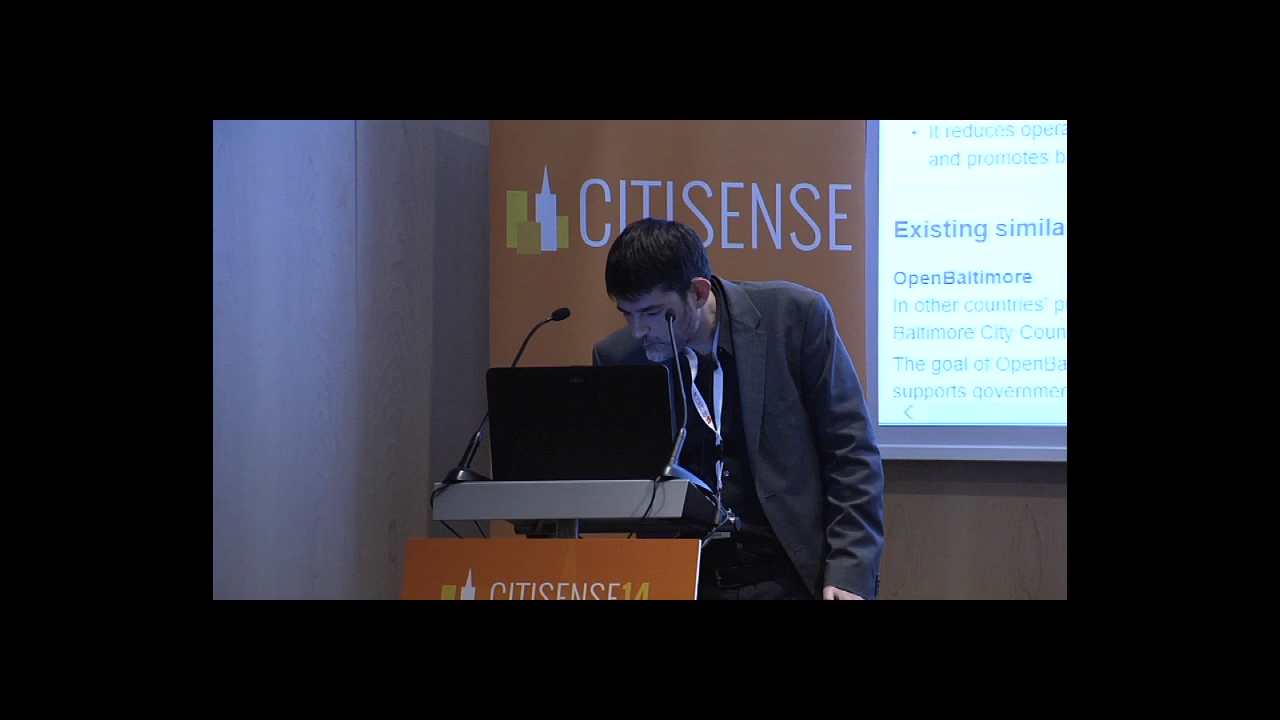 CITISENSE
• It reduces opera
and promotes b
Existing simila
OpenBaltimore
In other countries' p
Baltimore City Coun
The goal of OpenBa
supports governmen
<
CITISENSE14